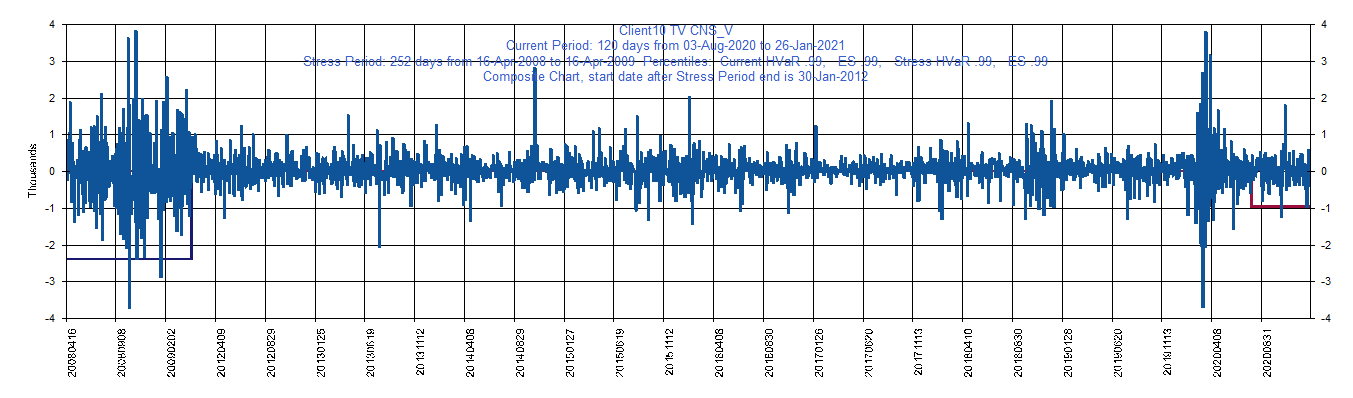 Client10 TV CNS_V
Current Period: 120 days from 03-Aug-2020 to 26-Jan-2021
Stress Period: 252 days from 16-Apr-2008 to 16-Apr-2009 Percentiles: Current HVaR .99, ES .99, Stress HVaR .99, ES .99
Composite Chart, start date after Stress Period end is 30-Jan-2012
Thousands
4 4
3 3
2 2
1 1
0 0
-1 -1
-2 -2
-3 -3
-4 -4
20080416 20080908 20090202 20120409 20120829 20130125 20130619 20131112 20140408 20140829 20150127 20150619 20151112 20160408 20160830 20170126 20170620 20171113 20180410 20180830 20190128 20190620 20191113 20200408 20200831